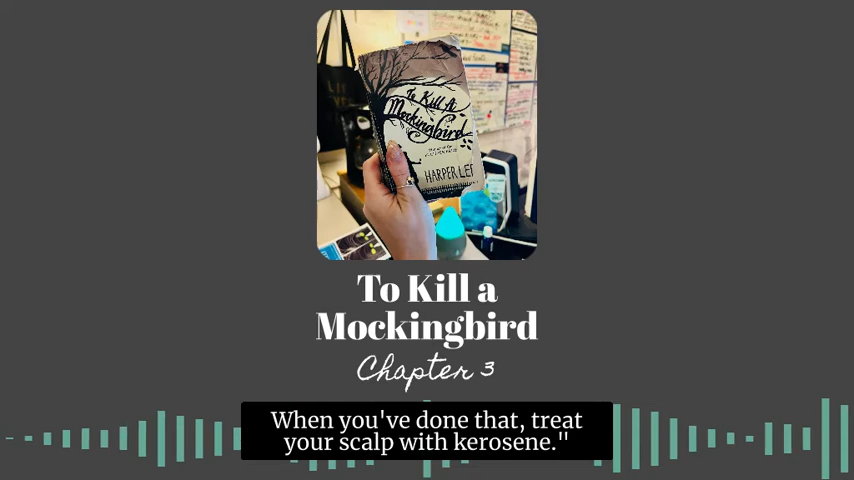 To Kill A
Mockingbird
HARPER LEE
To Kill a
Mockingbird
Chapter 3
When you've done that, treat
your scalp with kerosene."